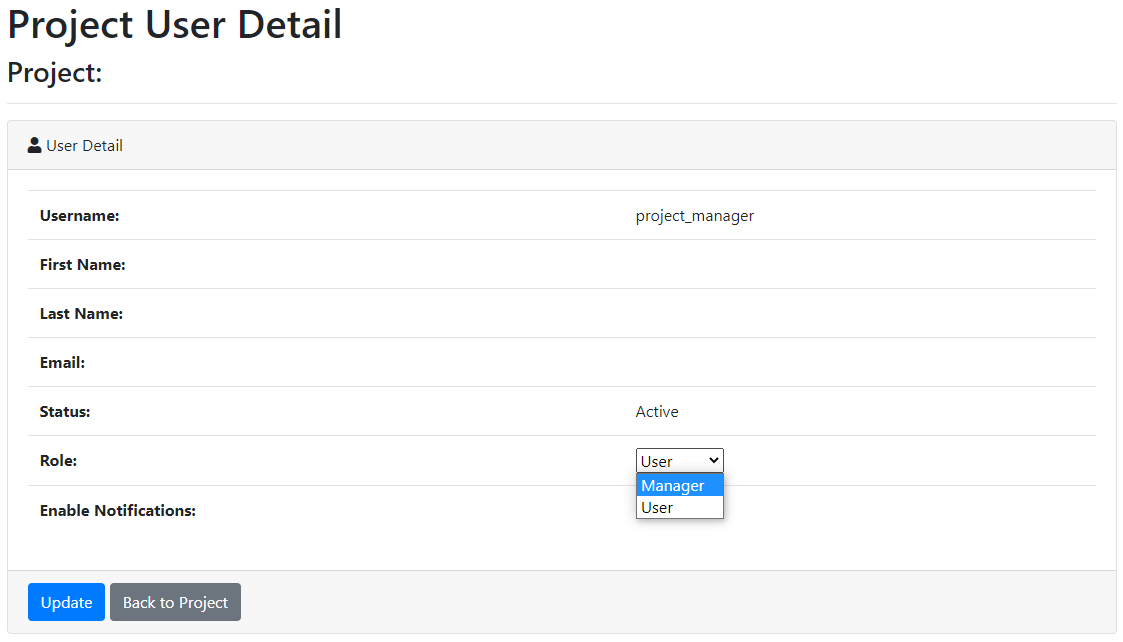 Project User Detail
Project:
User Detail
Username: project_manager
First Name:
Last Name:
Email:
Status: Active
Role: User
Manager
User
Enable Notifications:
Update Back to Project